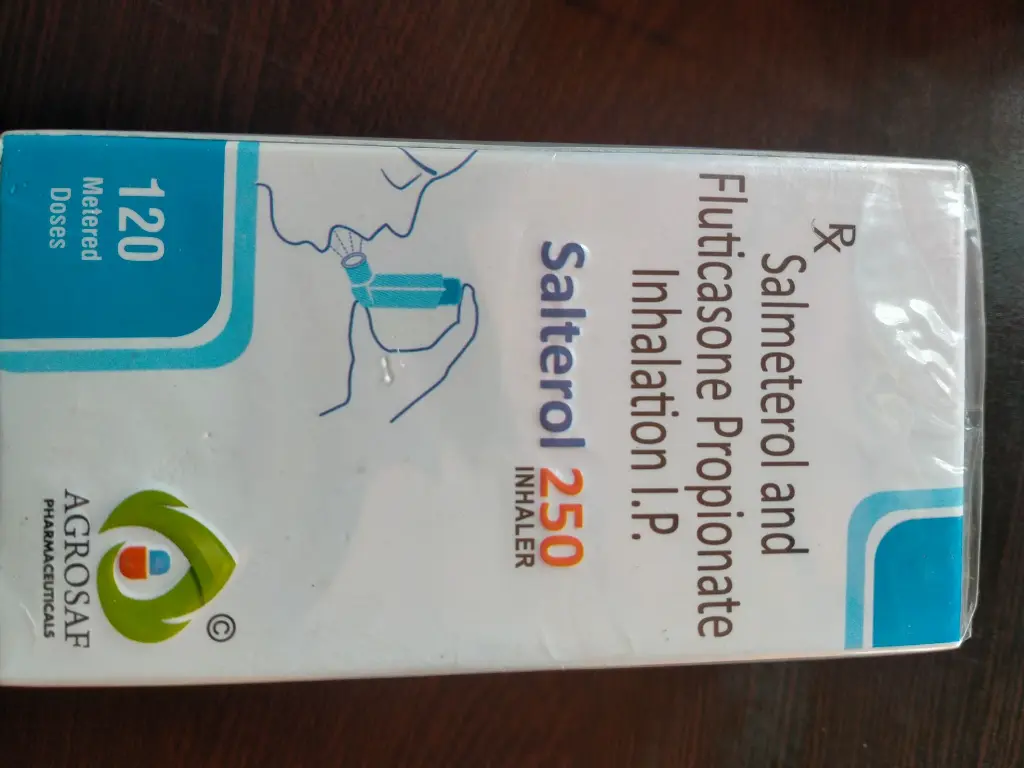 ℞
Salmeterol and
Fluticasone Propionate
Inhalation I.P.
Salterol 250
INHALER
120
Metered
Doses
©
AGROSAF
PHARMACEUTICALS